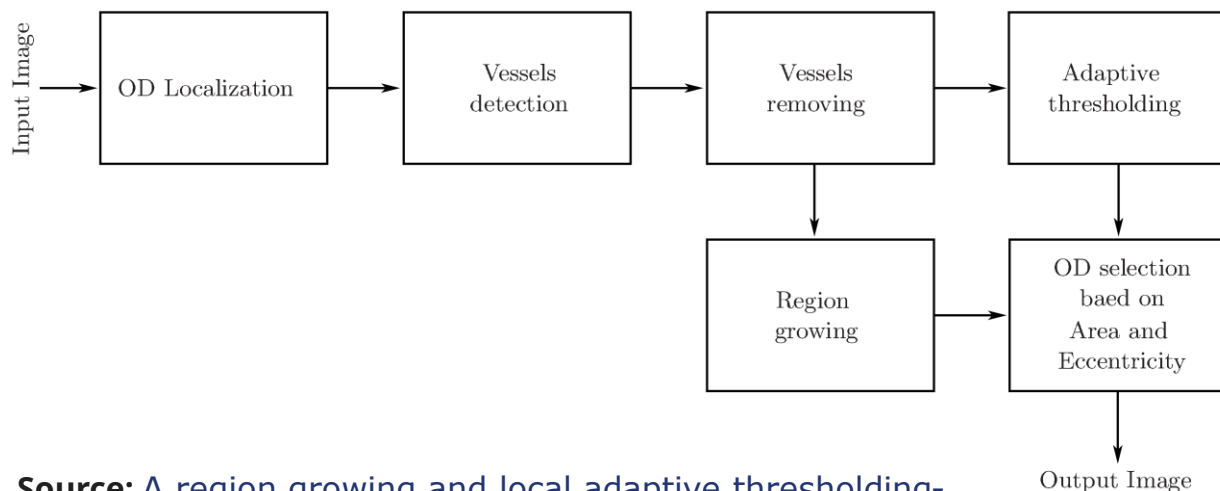 Input Image
OD Localization
Vessels
detection
Vessels
removing
Adaptive
thresholding
Region
growing
OD selection
baed on
Area and
Eccentricity
Output Image
Source: A region growing and local adaptive thresholding-